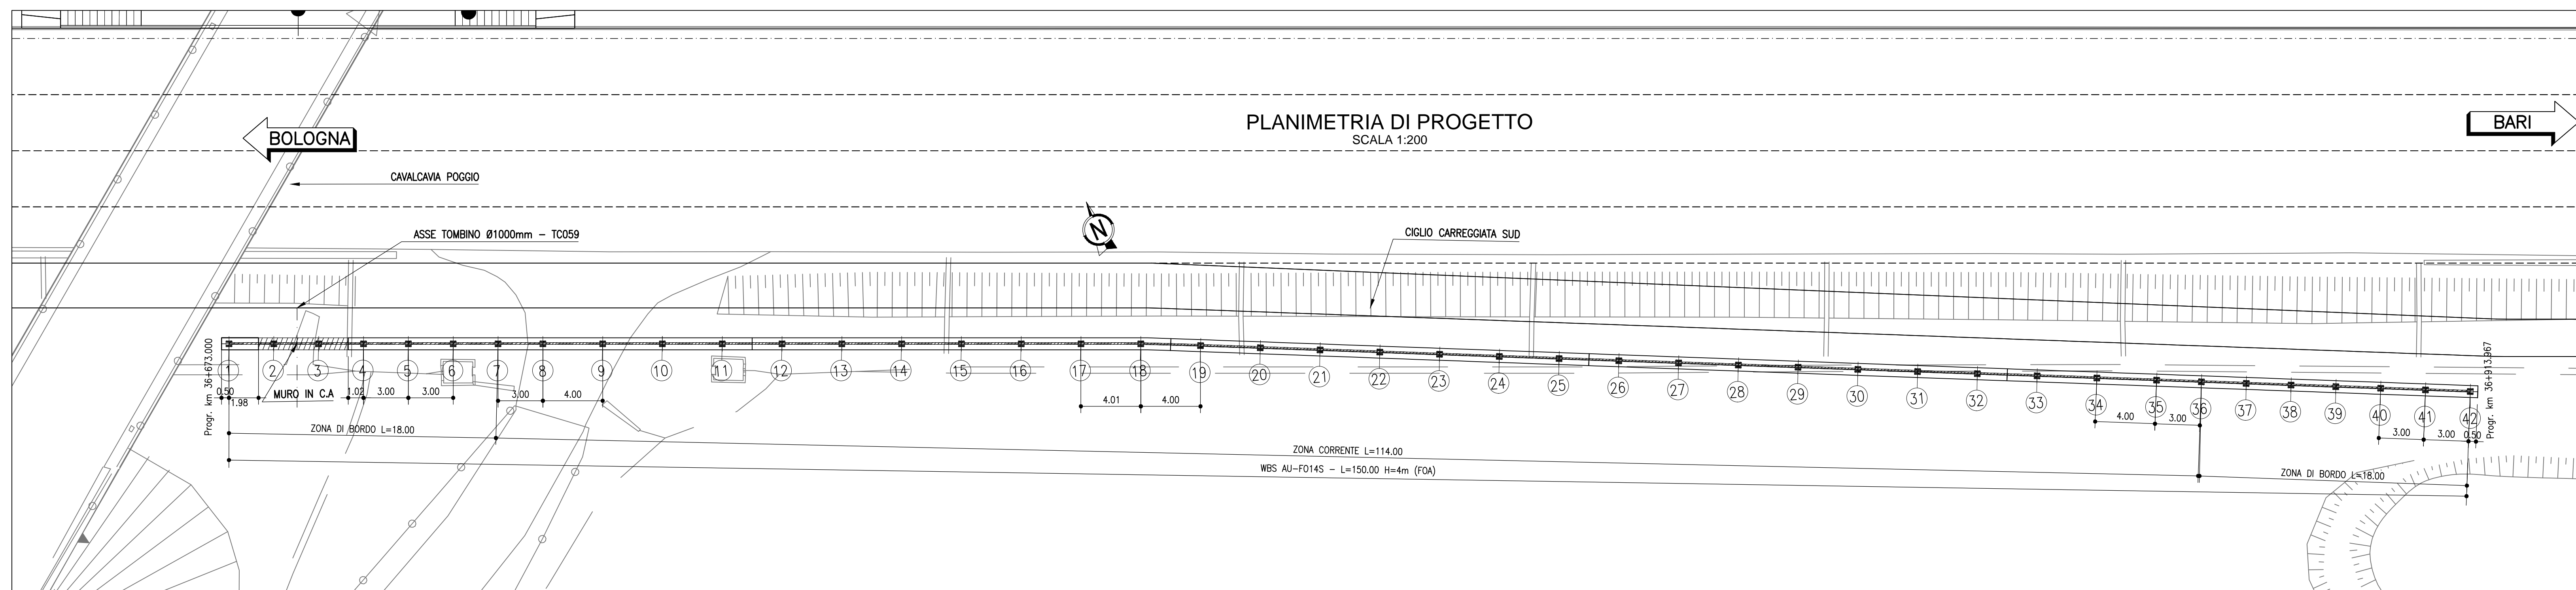 PLANIMETRIA DI PROGETTO
SCALA 1:200
BOLOGNA
BARI
CAVALCAVIA POGGIO
ASSE TOMBINO Ø1000mm – TC059
N
CIGLIO CARREGGIATA SUD
Progr. km 36+673.000
1 2 3 4 5 6 7 8 9 10 11 12 13 14 15 16 17 18 19 20 21 22 23 24 25 26 27 28 29 30 31 32 33 34 35 36 37 38 39 40 41 42
Progr. km 36+913.967
0.50
1.98
MURO IN C.A
1.02
3.00
3.00
3.00
4.00
4.01
4.00
4.00
3.00
3.00
3.00
0.50
ZONA DI BORDO L=18.00
ZONA CORRENTE L=114.00
ZONA DI BORDO L=18.00
WBS AU–FO14S – L=150.00 H=4m (FOA)